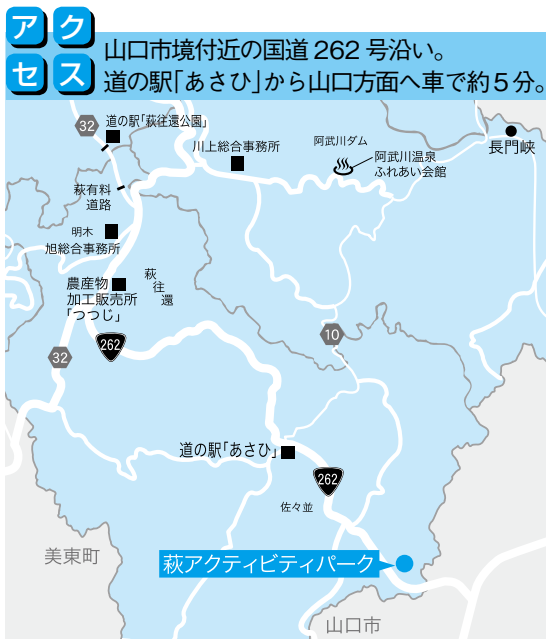 アクセス
山口市境付近の国道262号沿い。
道の駅「あさひ」から山口方面へ車で約5分。
32
道の駅「萩往還公園」
川上総合事務所
阿武川ダム
阿武川温泉
ふれあい会館
長門峡
萩有料
道路
明木
旭総合事務所
農産物
加工販売所
「つつじ」
萩往還
262
10
32
道の駅「あさひ」
262
佐々並
美東町
萩アクティビティパーク
山口市